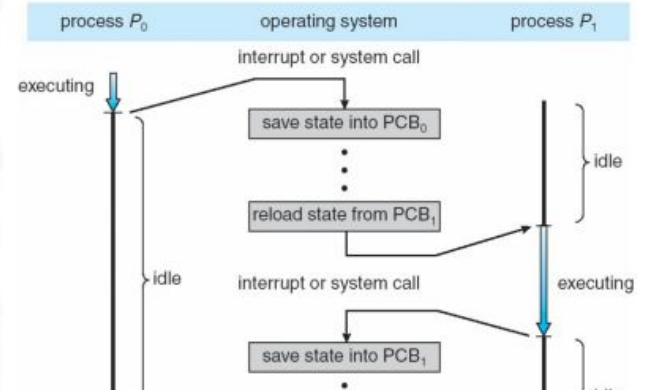 process P₀ operating system process P₁
interrupt or system call
executing
save state into PCB₀
idle
reload state from PCB₁
idle
interrupt or system call
executing
save state into PCB₁